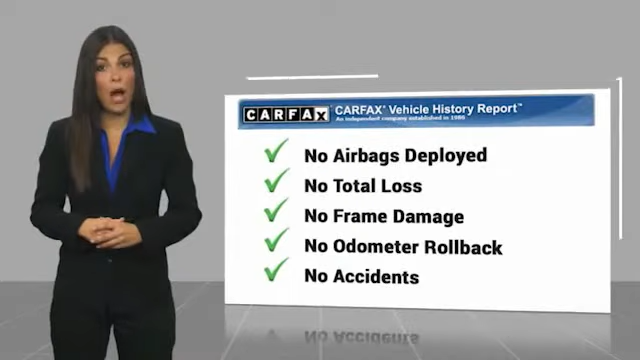 CARFAX CARFAX® Vehicle History Report™
An independent company established in 1986
No Airbags Deployed
No Total Loss
No Frame Damage
No Odometer Rollback
No Accidents